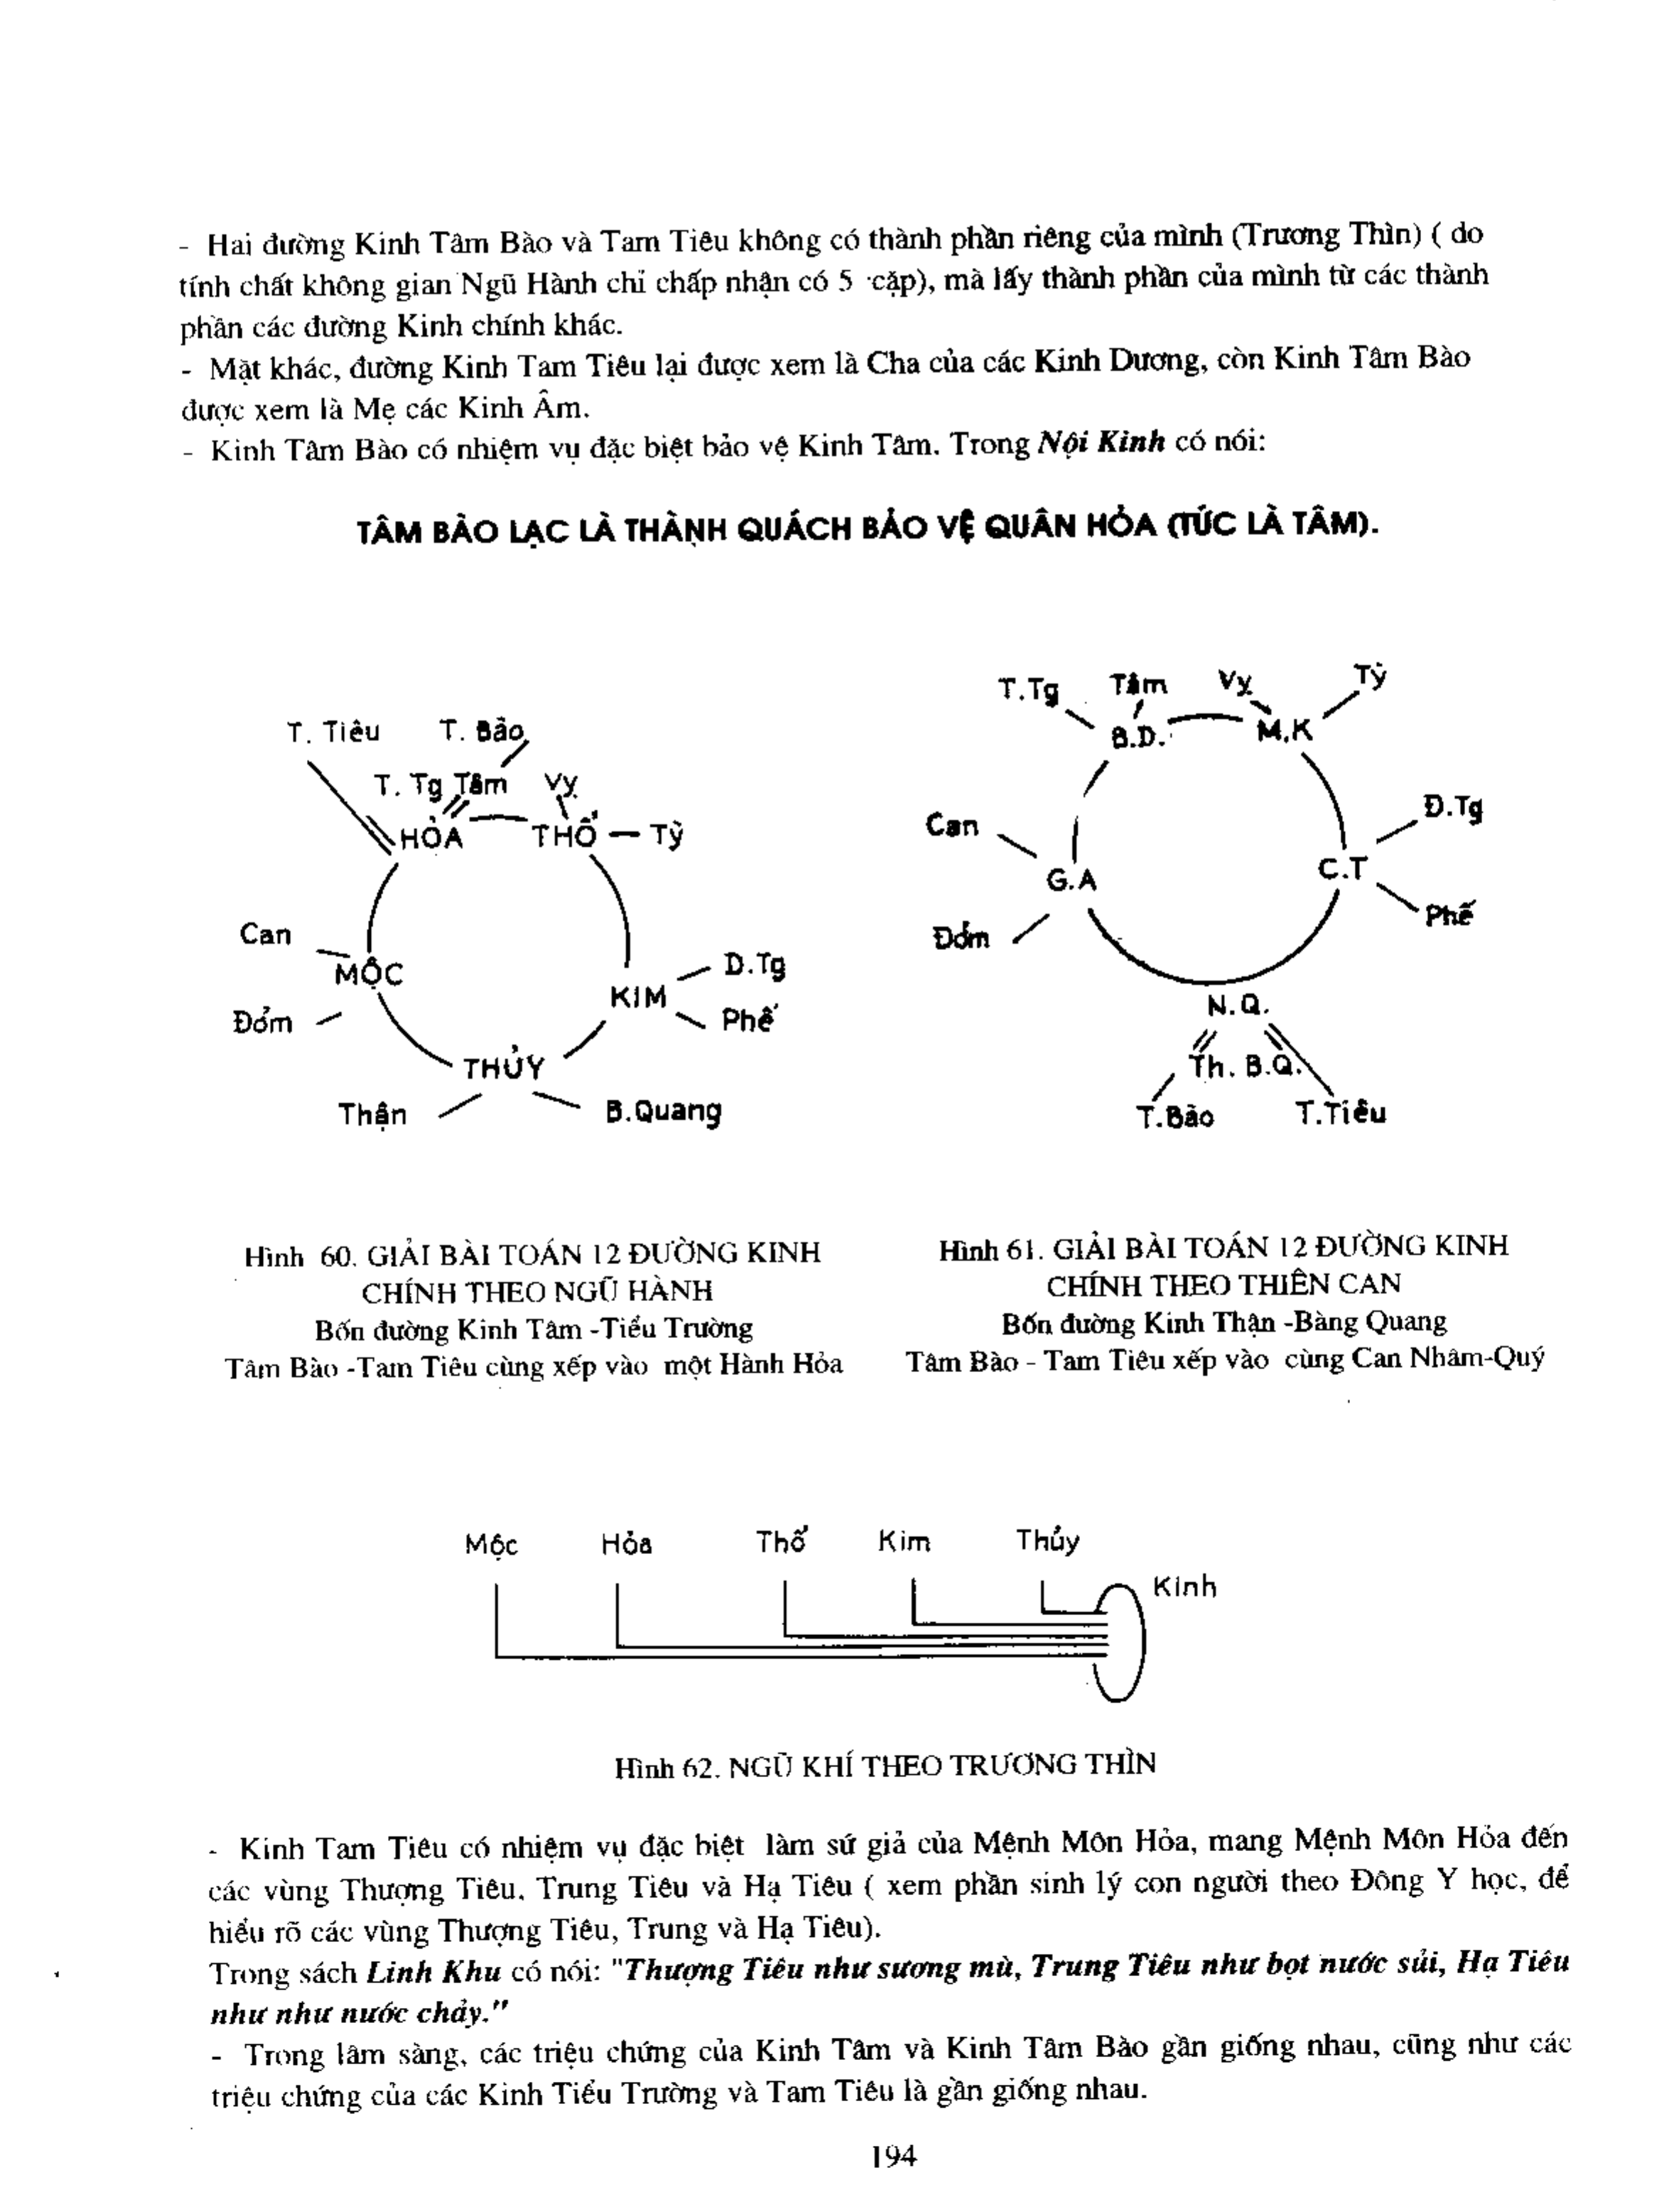 - Hai đường Kinh Tâm Bào và Tam Tiêu không có thành phần riêng của mình (Trương Thìn) ( do
tính chất không gian Ngũ Hành chỉ chấp nhận có 5 cặp), mà lấy thành phần của mình từ các thành
phần các đường Kinh chính khác.
- Mặt khác, đường Kinh Tam Tiêu lại được xem là Cha của các Kinh Dương, còn Kinh Tâm Bào
được xem là Mẹ các Kinh Âm.
- Kinh Tâm Bào có nhiệm vụ đặc biệt bảo vệ Kinh Tâm. Trong Nội Kinh có nói:
TÂM BÀO LẠC LÀ THÀNH QUÁCH BẢO VỆ QUÂN HỎA (TỨC LÀ TÂM).
T. Tiêu T. Bào
T. Tg Tâm Vỵ
HỎA THỔ Tỳ
Can
MỘC
D.Tg
KIM
Đởm
Phế
THỦY
Thận B.Quang
T.Tg Tâm Vỵ Tỳ
B.D. M.K
Can
Đ.Tg
G.A
C.T
Đởm
Phế
N.Q.
Th. B.Q.
T.Bào T.Tiêu
Hình 60. GIẢI BÀI TOÁN 12 ĐƯỜNG KINH
CHÍNH THEO NGŨ HÀNH
Bốn đường Kinh Tâm -Tiểu Trường
Tâm Bào -Tam Tiêu cùng xếp vào một Hành Hỏa
Hình 61. GIẢI BÀI TOÁN 12 ĐƯỜNG KINH
CHÍNH THEO THIÊN CAN
Bốn đường Kinh Thận -Bàng Quang
Tâm Bào - Tam Tiêu xếp vào cùng Can Nhâm-Quý
Mộc Hỏa Thổ Kim Thủy
Kinh
Hình 62. NGŨ KHÍ THEO TRƯƠNG THÌN
- Kinh Tam Tiêu có nhiệm vụ đặc biệt làm sứ giả của Mệnh Môn Hỏa, mang Mệnh Môn Hỏa đến
các vùng Thượng Tiêu, Trung Tiêu và Hạ Tiêu ( xem phần sinh lý con người theo Đông Y học, để
hiểu rõ các vùng Thượng Tiêu, Trung và Hạ Tiêu).
Trong sách Linh Khu có nói: "Thượng Tiêu như sương mù, Trung Tiêu như bọt nước sủi, Hạ Tiêu
như như nước chảy."
- Trong lâm sàng, các triệu chứng của Kinh Tâm và Kinh Tâm Bào gần giống nhau, cũng như các
triệu chứng của các Kinh Tiểu Trường và Tam Tiêu là gần giống nhau.
194